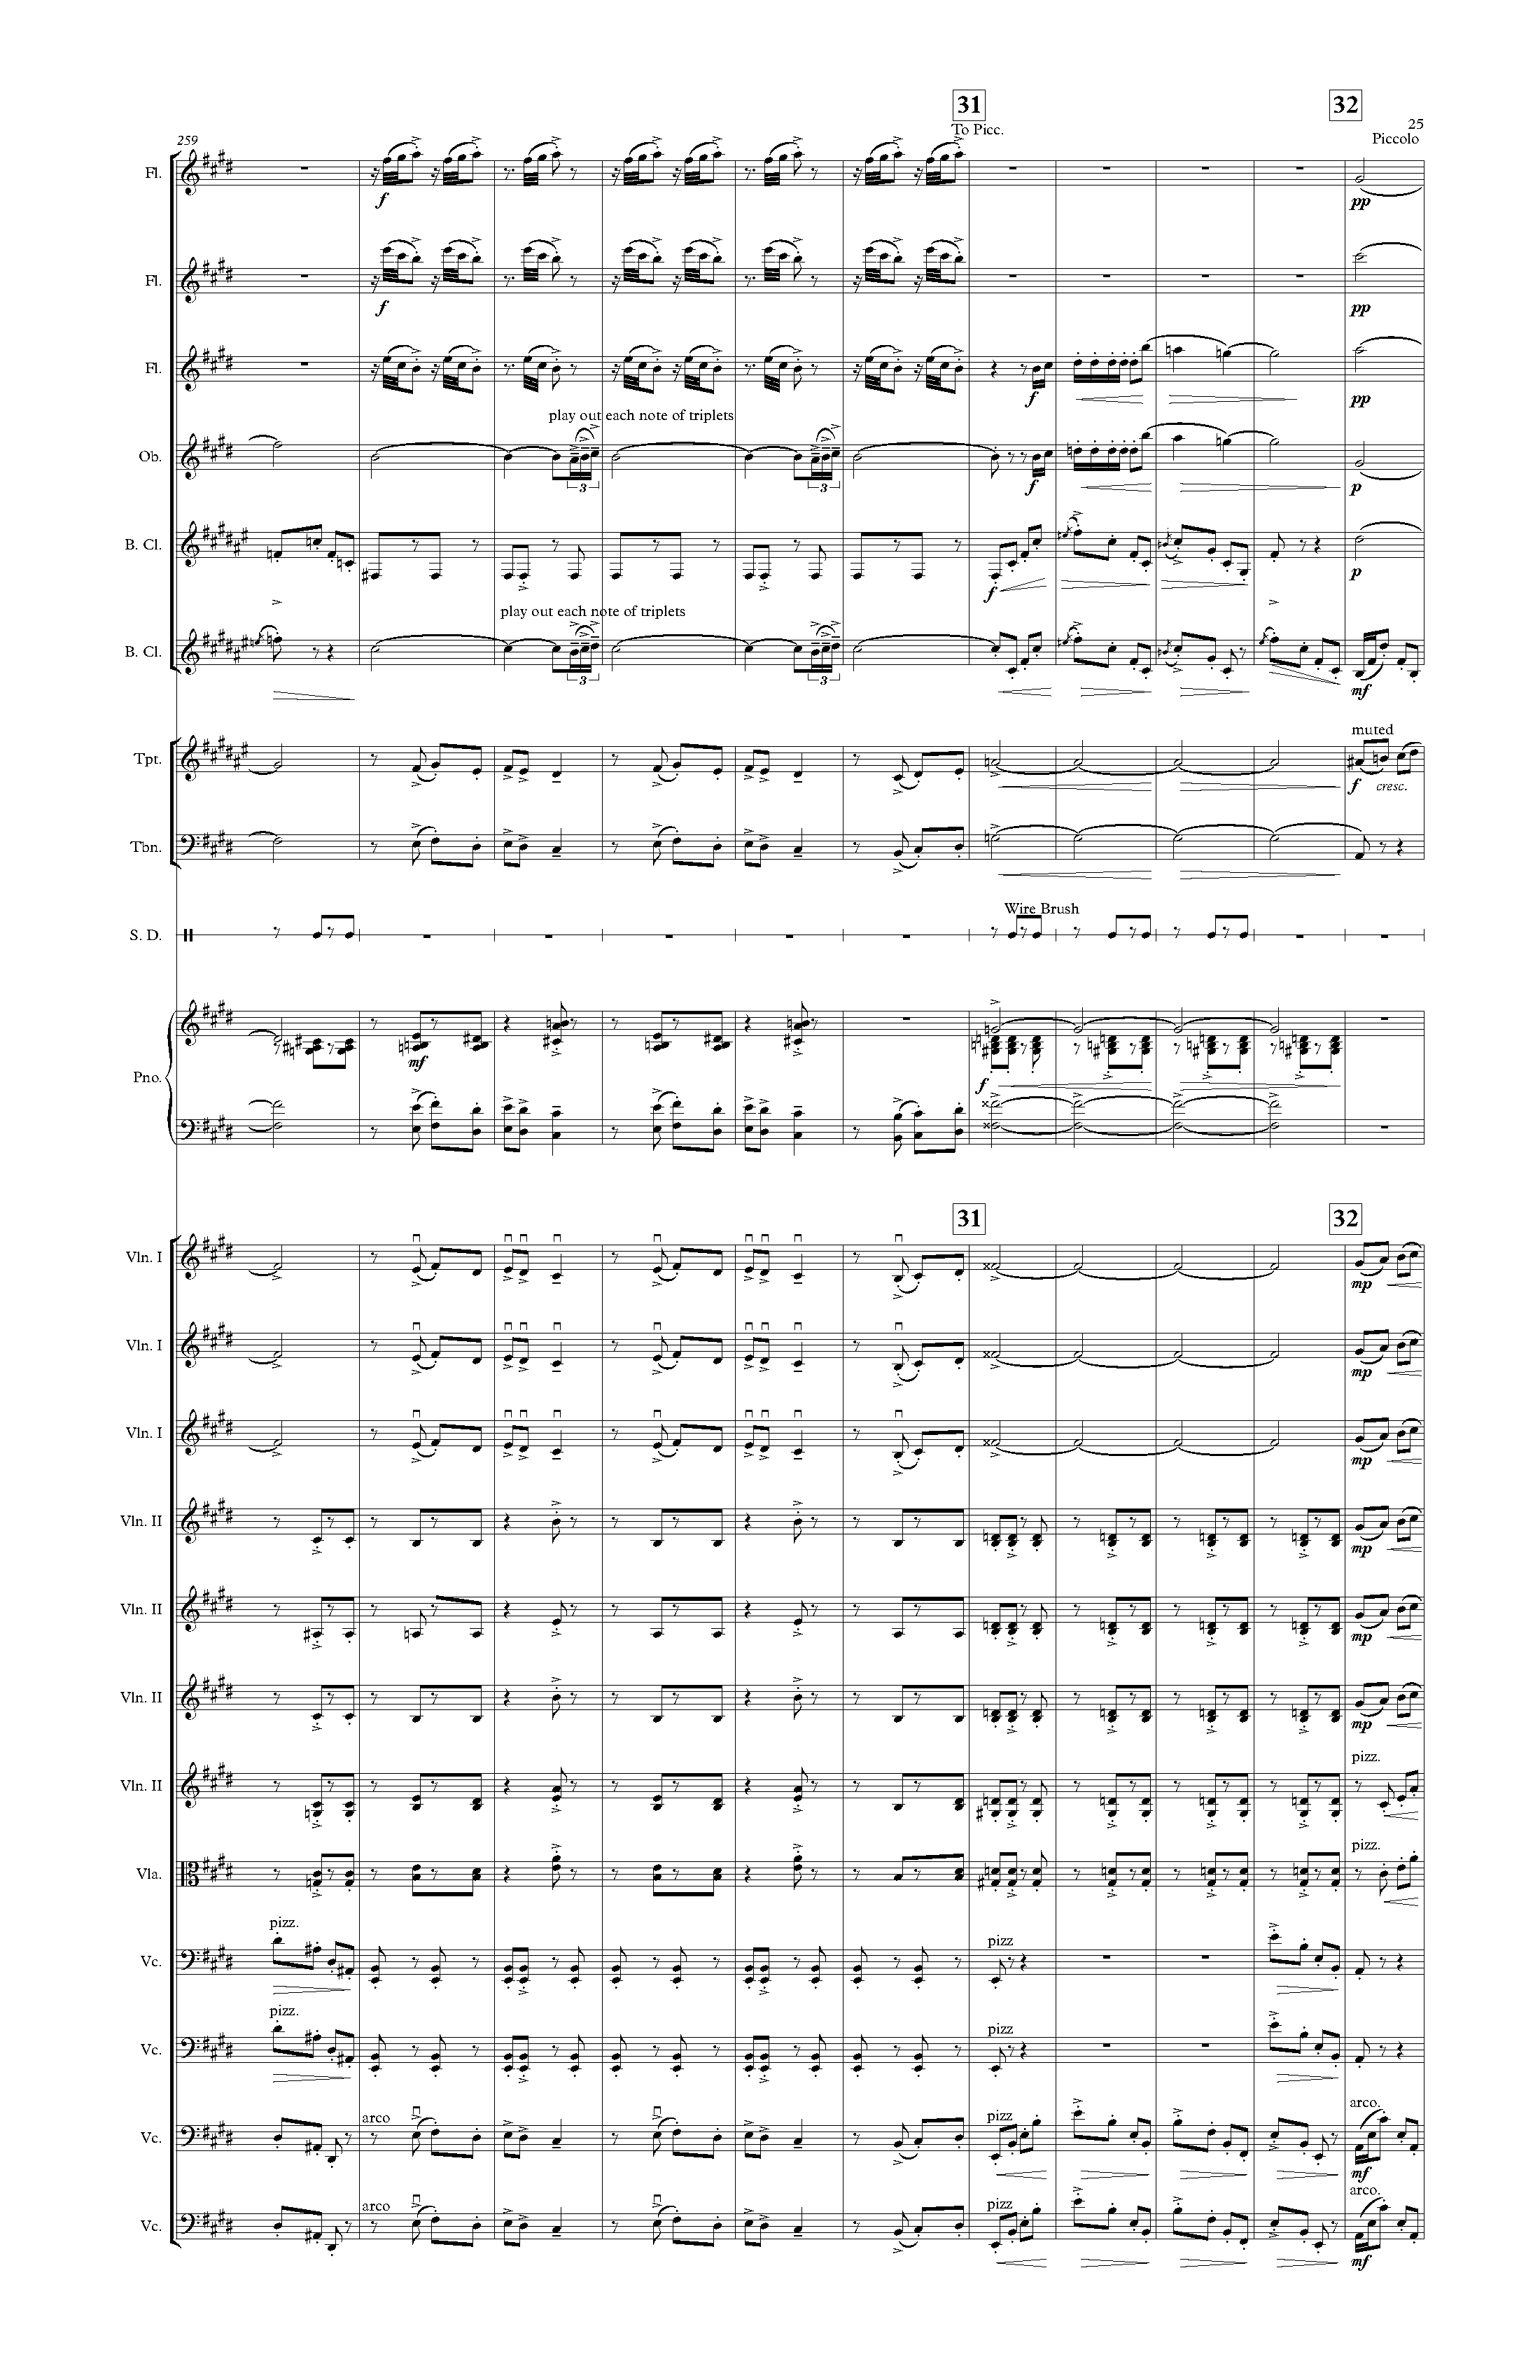 31
32
25
259
To Picc.
Piccolo
Fl.
f
pp
Fl.
f
pp
Fl.
f
pp
play out each note of triplets
Ob.
3
3
f
p
B. Cl.
f
p
play out each note of triplets
B. Cl.
3
3
mf
muted
Tpt.
f
cresc.
Tbn.
Wire Brush
S. D.
mf
Pno.
f
31
32
Vln. I
mp
Vln. I
mp
Vln. I
mp
Vln. II
mp
Vln. II
mp
Vln. II
mp
pizz.
Vln. II
pizz.
Vla.
pizz.
pizz
Vc.
pizz.
pizz
Vc.
arco
pizz
arco.
Vc.
mf
arco
pizz
arco.
Vc.
mf